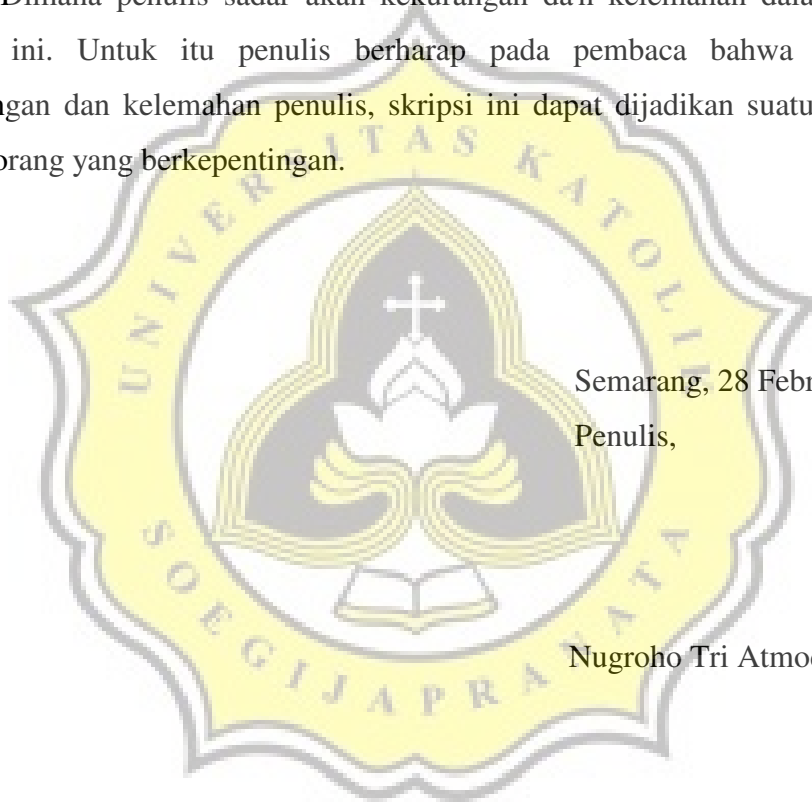 Dimana penulis sadar akan kekurangan dan kelemahan
ini. Untuk itu penulis berharap pada pembaca bahwa
ngan dan kelemahan penulis, skripsi ini dapat dijadikan suatu
orang yang berkepentingan.
UNIVERSITAS KATOLIK
Semarang, 28 Febr
Penulis,
Nugroho Tri Atmo
SOEGIJAPRANATA